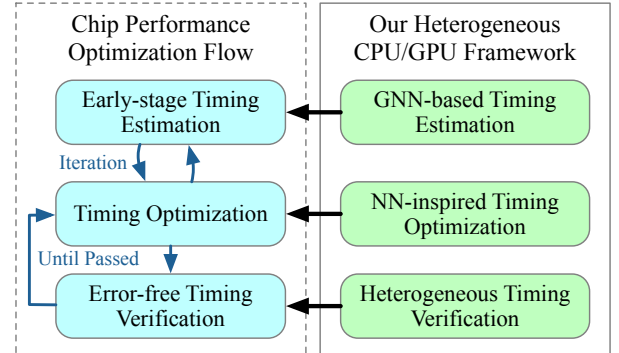 Chip Performance
Optimization Flow
Early-stage Timing
Estimation
Iteration
Timing Optimization
Until Passed
Error-free Timing
Verification
Our Heterogeneous
CPU/GPU Framework
GNN-based Timing
Estimation
NN-inspired Timing
Optimization
Heterogeneous Timing
Verification